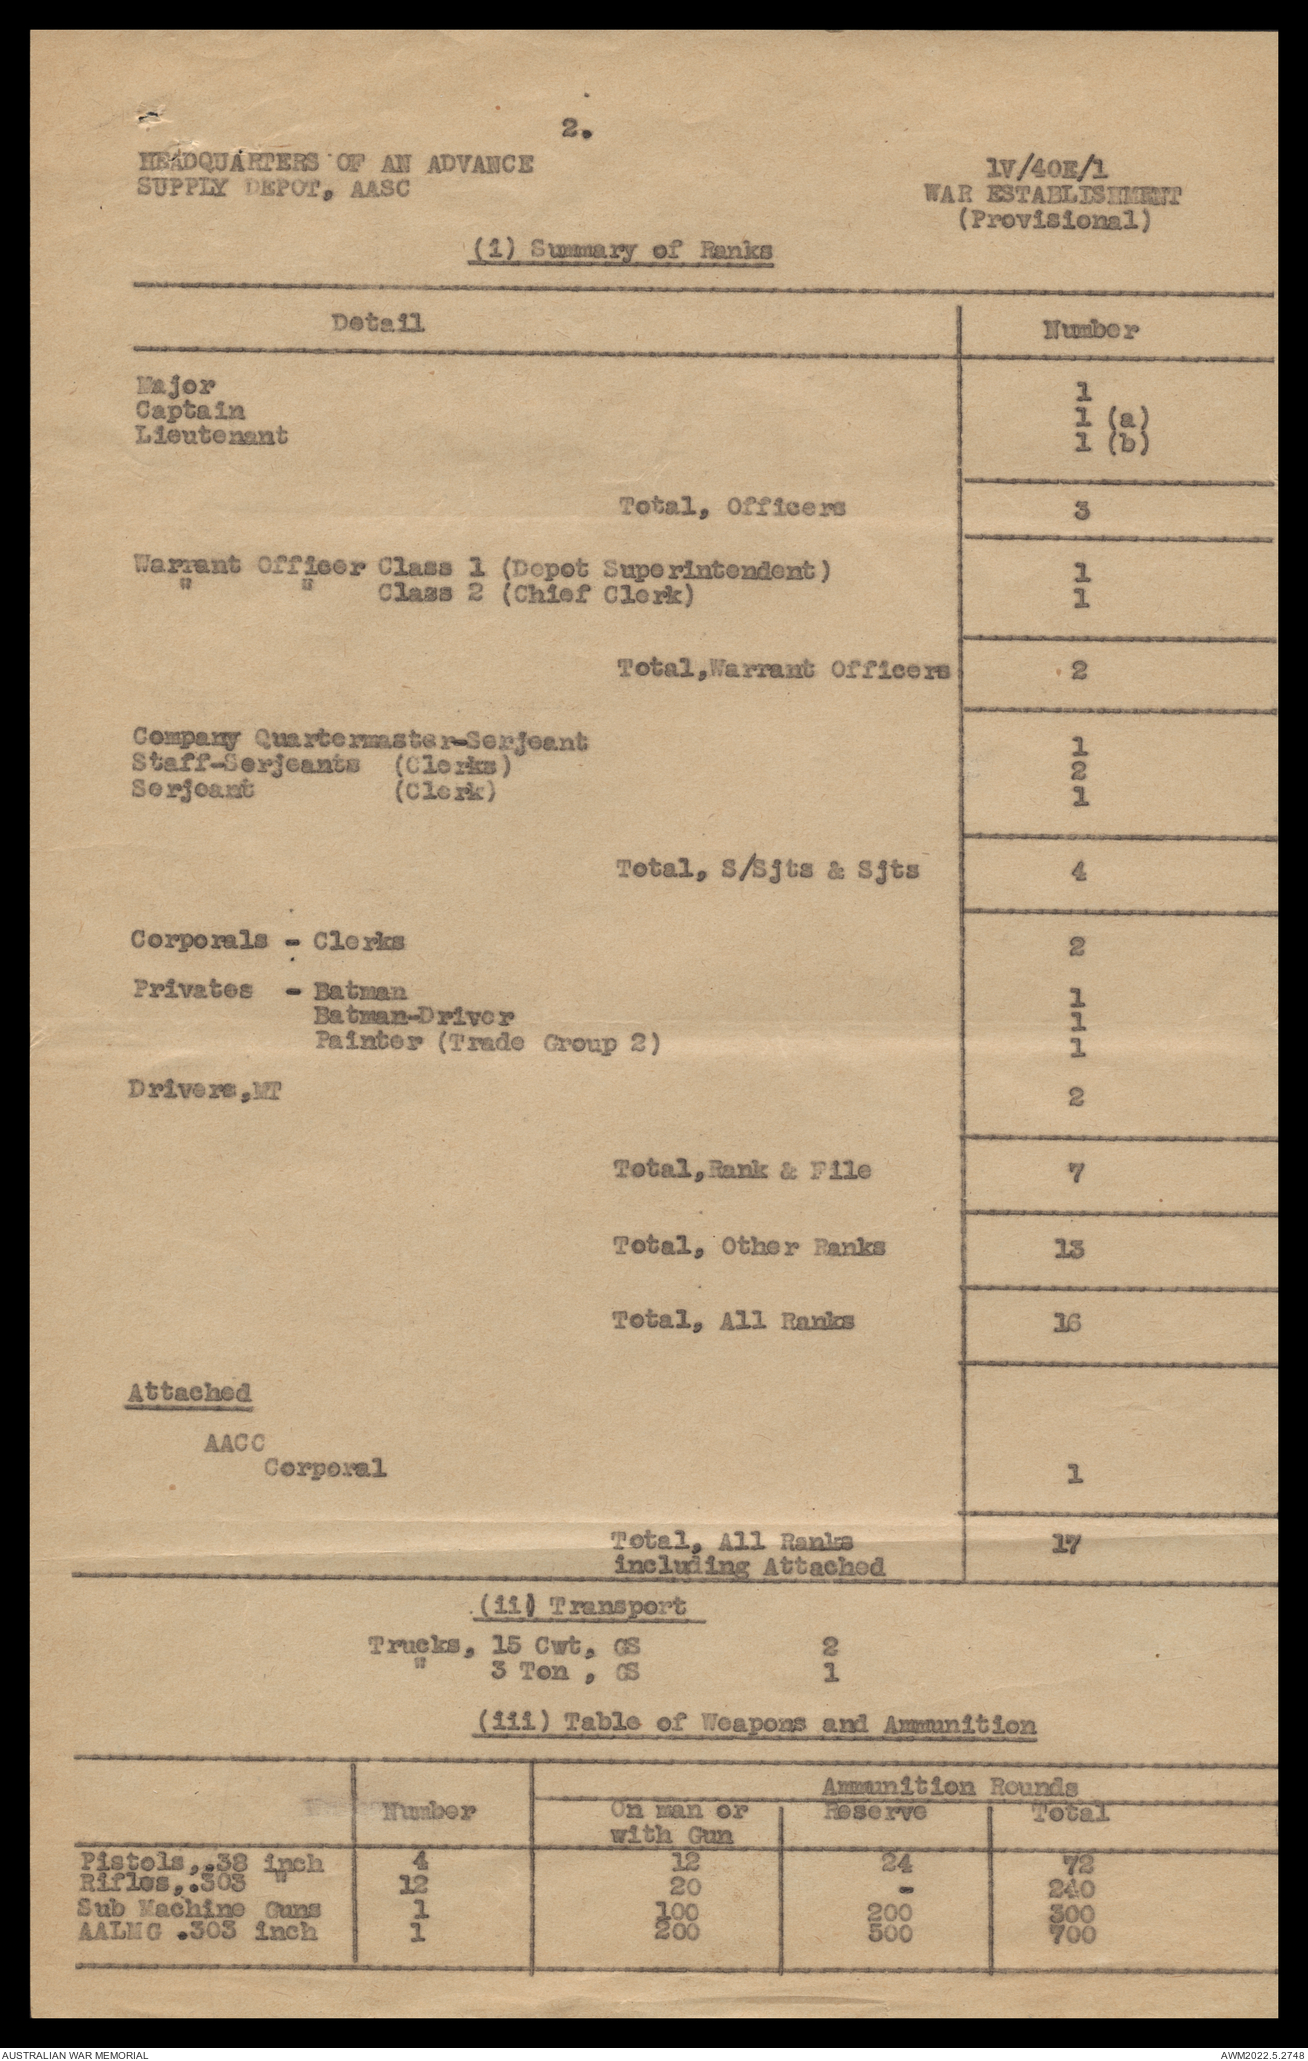 2.
HEADQUARTERS OF AN ADVANCE
SUPPLY DEPOT, AASC
1V/40E/1
WAR ESTABLISHMENT
(Provisional)
(i) Summary of Ranks
Detail Number
Major 1
Captain 1 (a)
Lieutenant 1 (b)
Total, Officers 3
Warrant Officer Class 1 (Depot Superintendent) 1
" " Class 2 (Chief Clerk) 1
Total,Warrant Officers 2
Company Quartermaster-Serjeant 1
Staff-Serjeants (Clerks) 2
Serjeant (Clerk) 1
Total, S/Sjts & Sjts 4
Corporals - Clerks 2
Privates - Batman 1
Batman-Driver 1
Painter (Trade Group 2) 1
Drivers,MT 2
Total,Rank & File 7
Total, Other Ranks 13
Total, All Ranks 16
Attached
AACC
Corporal 1
Total, All Ranks 17
including Attached
(ii) Transport
Trucks, 15 Cwt, GS 2
" 3 Ton , GS 1
(iii) Table of Weapons and Ammunition
Ammunition Rounds
Number On man or Reserve Total
with Gun
Pistols,.38 inch 4 12 24 72
Rifles,.303 " 12 20 - 240
Sub Machine Guns 1 100 200 300
AALMG .303 inch 1 200 500 700
AUSTRALIAN WAR MEMORIAL AWM2022.5.2748